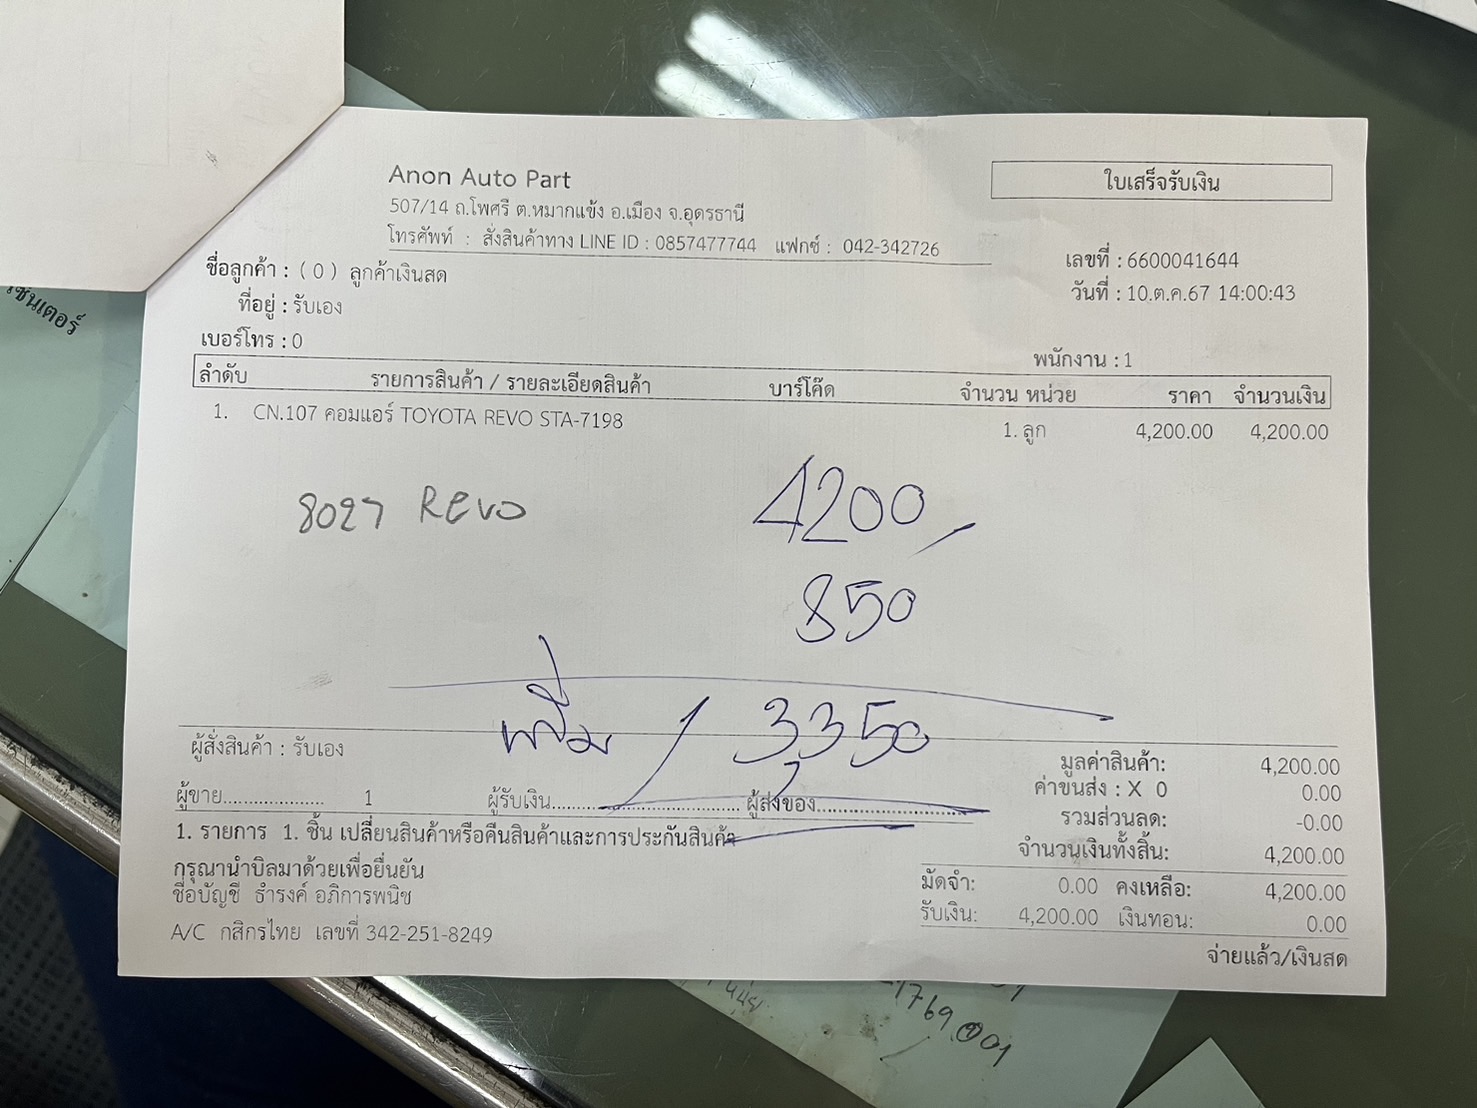 Anon Auto Part
ใบเสร็จรับเงิน
507/14 ถ.โพศรี ต.หมากแข้ง อ.เมือง จ.อุดรธานี
โทรศัพท์ : สั่งสินค้าทาง LINE ID : 0857477744 แฟกซ์ : 042-342726
เลขที่ : 6600041644
ชื่อลูกค้า : ( 0 ) ลูกค้าเงินสด
วันที่ : 10.ต.ค.67 14:00:43
ที่อยู่ : รับเอง
เบอร์โทร : 0
พนักงาน : 1
ลำดับ รายการสินค้า / รายละเอียดสินค้า บาร์โค๊ด จำนวน หน่วย ราคา จำนวนเงิน
1. CN.107 คอมแอร์ TOYOTA REVO STA-7198 1. ลูก 4,200.00 4,200.00
8027 REVO 4200
850
เพิ่ม / 3,350
ผู้สั่งสินค้า : รับเอง
มูลค่าสินค้า: 4,200.00
ค่าขนส่ง : X 0 0.00
ผู้ขาย.................... 1 ผู้รับเงิน................................ ผู้ส่งของ.........................
รวมส่วนลด: -0.00
1. รายการ 1. ชิ้น เปลี่ยนสินค้าหรือคืนสินค้าและการประกันสินค้า
จำนวนเงินทั้งสิ้น: 4,200.00
กรุณานำบิลมาด้วยเพื่อยื่นยัน
มัดจำ: 0.00 คงเหลือ: 4,200.00
ชื่อบัญชี ธำรงค์ อภิการพนิช
รับเงิน: 4,200.00 เงินทอน: 0.00
A/C กสิกรไทย เลขที่ 342-251-8249
จ่ายแล้ว/เงินสด